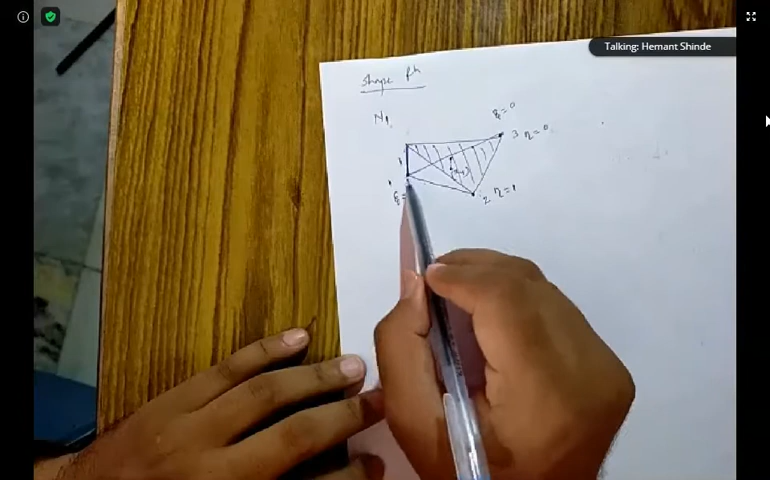 Talking: Hemant Shinde
Shape fn
N1
ξ=0
3 η=0
1
(x,y)
ξ=
2 η=1